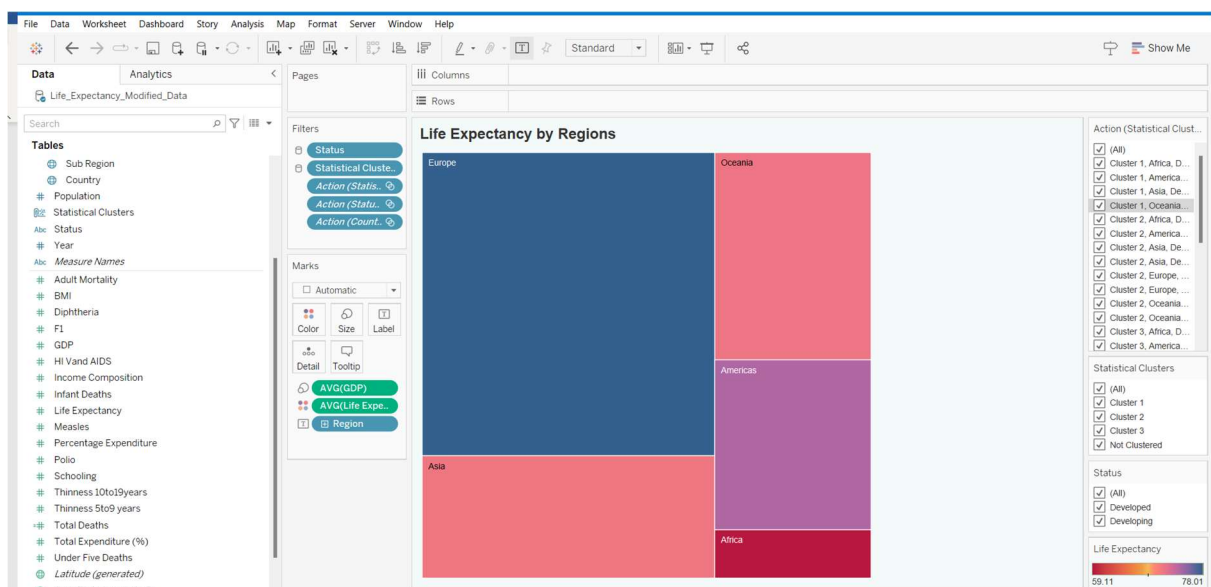 File Data Worksheet Dashboard Story Analysis Map Format Server Window Help
Standard
Show Me
Data Analytics
Life_Expectancy_Modified_Data
Search
Tables
Sub Region
Country
# Population
Statistical Clusters
Abc Status
# Year
Abc Measure Names
# Adult Mortality
# BMI
# Diphtheria
# F1
# GDP
# HI Vand AIDS
# Income Composition
# Infant Deaths
# Life Expectancy
# Measles
# Percentage Expenditure
# Polio
# Schooling
# Thinness 10to19years
# Thinness 5to9 years
=# Total Deaths
# Total Expenditure (%)
# Under Five Deaths
Latitude (generated)
Pages
Filters
Status
Statistical Cluste..
Action (Statis..
Action (Statu..
Action (Count..
Marks
Automatic
Color Size T Label
Detail Tooltip
AVG(GDP)
AVG(Life Expe..
T Region
Columns
Rows
Life Expectancy by Regions
Europe
Oceania
Americas
Asia
Africa
Action (Statistical Clust...
(All)
Cluster 1, Africa, D...
Cluster 1, America...
Cluster 1, Asia, De...
Cluster 1, Oceania...
Cluster 2, Africa, D...
Cluster 2, America...
Cluster 2, Asia, De...
Cluster 2, Asia, De...
Cluster 2, Europe, ...
Cluster 2, Europe, ...
Cluster 2, Oceania...
Cluster 2, Oceania...
Cluster 3, Africa, D...
Cluster 3, America...
Statistical Clusters
(All)
Cluster 1
Cluster 2
Cluster 3
Not Clustered
Status
(All)
Developed
Developing
Life Expectancy
59.11 78.01